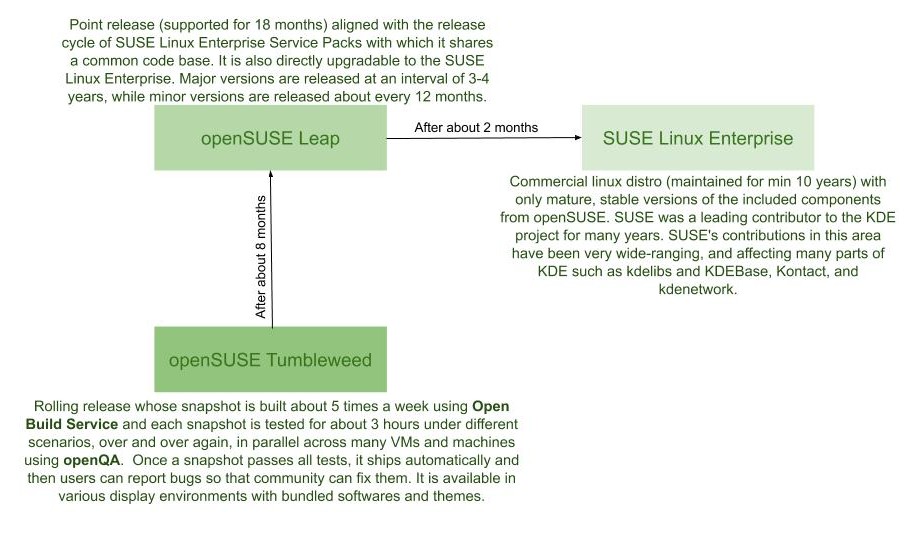 Point release (supported for 18 months) aligned with the release
cycle of SUSE Linux Enterprise Service Packs with which it shares
a common code base. It is also directly upgradable to the SUSE
Linux Enterprise. Major versions are released at an interval of 3-4
years, while minor versions are released about every 12 months.
openSUSE Leap
After about 2 months
SUSE Linux Enterprise
Commercial linux distro (maintained for min 10 years) with
only mature, stable versions of the included components
from openSUSE. SUSE was a leading contributor to the KDE
project for many years. SUSE's contributions in this area
have been very wide-ranging, and affecting many parts of
KDE such as kdelibs and KDEBase, Kontact, and
kdenetwork.
After about 8 months
openSUSE Tumbleweed
Rolling release whose snapshot is built about 5 times a week using Open
Build Service and each snapshot is tested for about 3 hours under different
scenarios, over and over again, in parallel across many VMs and machines
using openQA.  Once a snapshot passes all tests, it ships automatically and
then users can report bugs so that community can fix them. It is available in
various display environments with bundled softwares and themes.